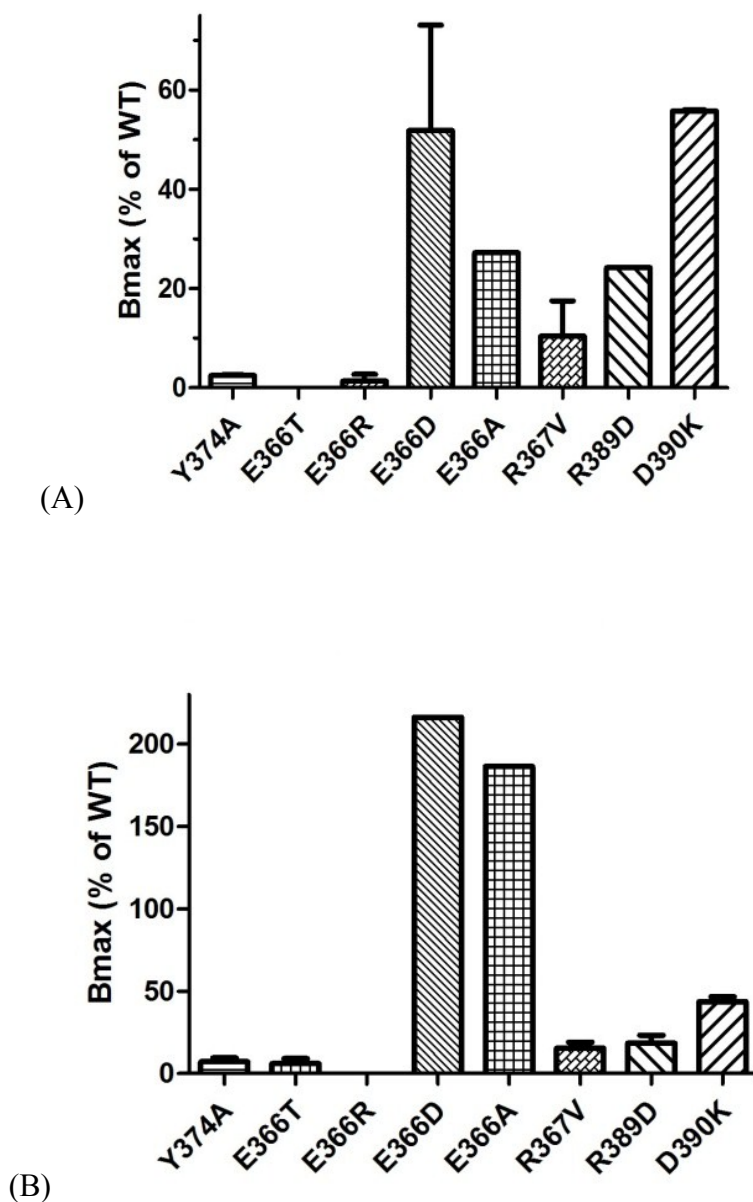 Bmax (% of WT)
60
40
20
0
Y374A
E366T
E366R
E366D
E366A
R367V
R389D
D390K
(A)
Bmax (% of WT)
200
150
100
50
0
Y374A
E366T
E366R
E366D
E366A
R367V
R389D
D390K
(B)